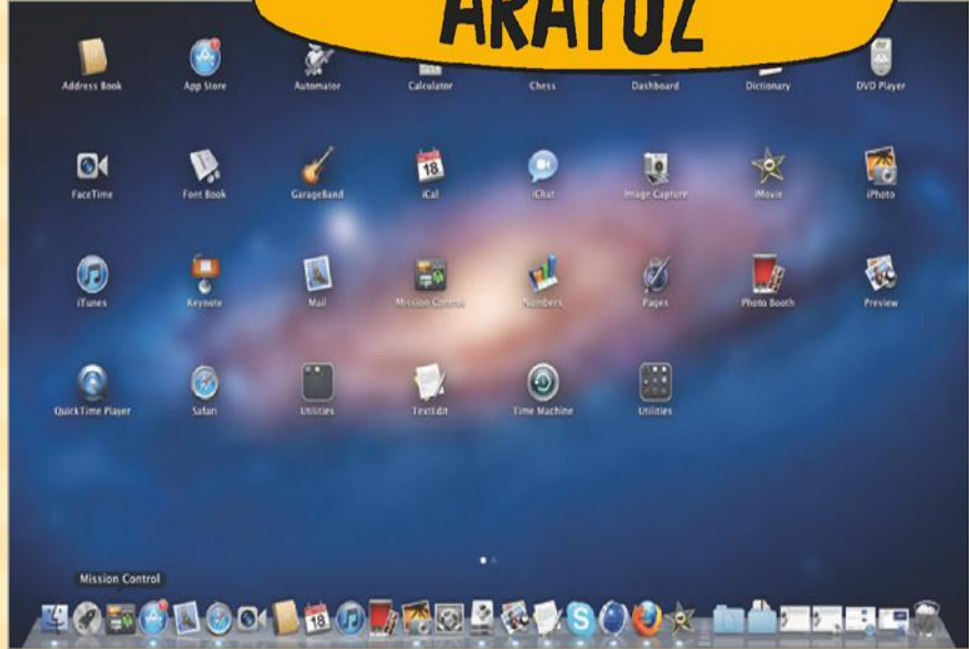 ARAYÜZ
Address Book App Store Automator Calculator Chess Dashboard Dictionary DVD Player
FaceTime Font Book GarageBand iCal iChat Image Capture iMovie iPhoto
iTunes Keynote Mail Mission Control Numbers Pages Photo Booth Preview
QuickTime Player Safari Utilities TextEdit Time Machine Utilities
Mission Control